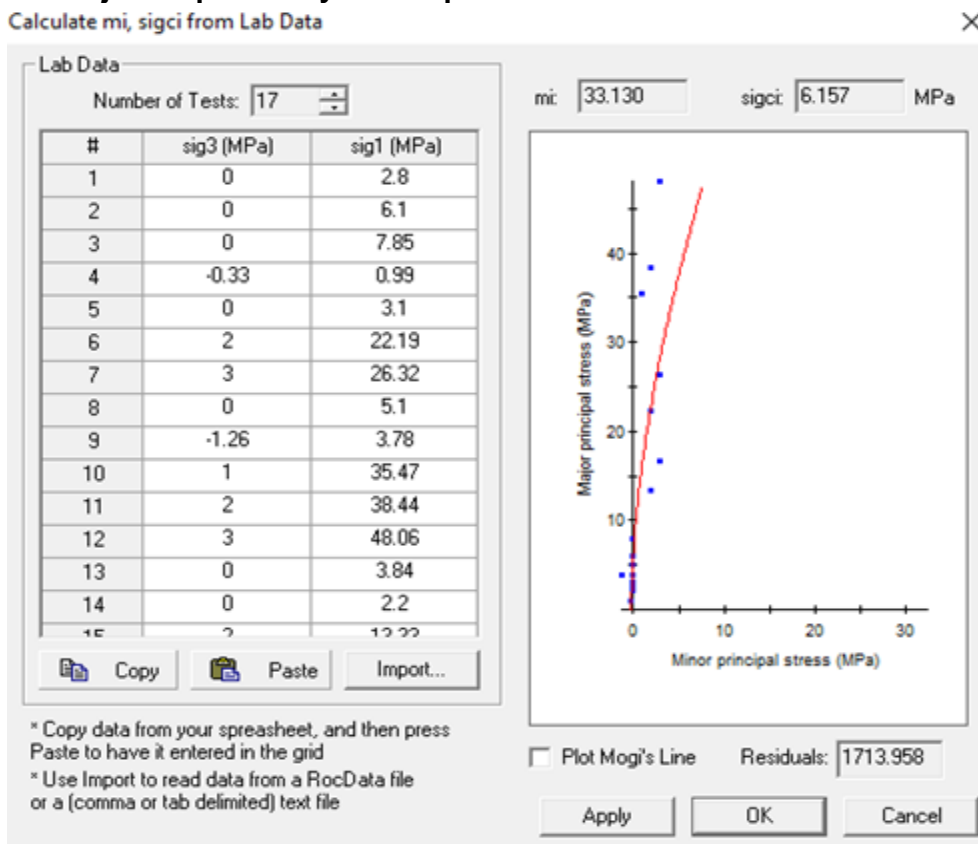 Calculate mi, sigci from Lab Data
Lab Data
Number of Tests: 17
# sig3 (MPa) sig1 (MPa)
1 0 2.8
2 0 6.1
3 0 7.85
4 -0.33 0.99
5 0 3.1
6 2 22.19
7 3 26.32
8 0 5.1
9 -1.26 3.78
10 1 35.47
11 2 38.44
12 3 48.06
13 0 3.84
14 0 2.2
15 2
Copy Paste Import...
* Copy data from your spreasheet, and then press
Paste to have it entered in the grid
* Use Import to read data from a RocData file
or a (comma or tab delimited) text file
mi: 33.130 sigci: 6.157 MPa
Major principal stress (MPa)
40
30
20
10
0 10 20 30
Minor principal stress (MPa)
Plot Mogi's Line Residuals: 1713.958
Apply OK Cancel